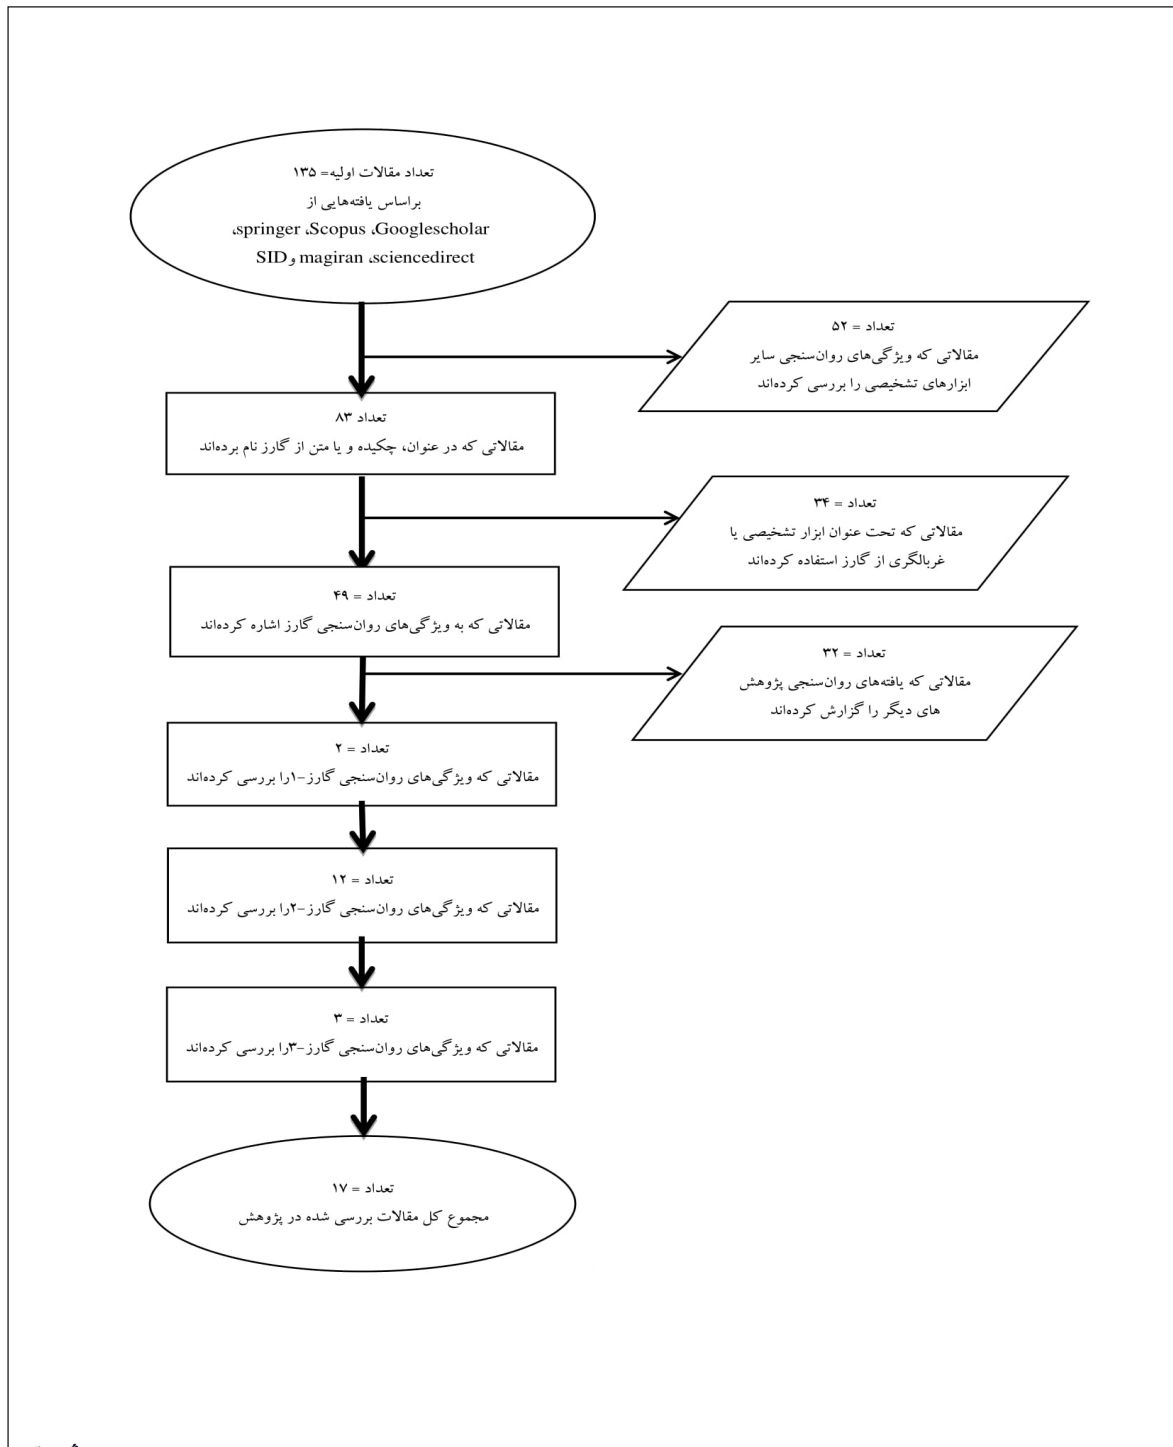 تعداد مقالات اولیه= ۱۳۵
براساس یافته‌هایی از
springer ،Scopus ،Googlescholar،
SID و magiran ،sciencedirect
تعداد = ۵۲
مقالاتی که ویژگی‌های روان‌سنجی سایر
ابزارهای تشخیصی را بررسی کرده‌اند
تعداد ۸۳
مقالاتی که در عنوان، چکیده و یا متن از گارز نام برده‌اند
تعداد = ۳۴
مقالاتی که تحت عنوان ابزار تشخیصی یا
غربالگری از گارز استفاده کرده‌اند
تعداد = ۴۹
مقالاتی که به ویژگی‌های روان‌سنجی گارز اشاره کرده‌اند
تعداد = ۳۲
مقالاتی که یافته‌های روان‌سنجی پژوهش
های دیگر را گزارش کرده‌اند
تعداد = ۲
مقالاتی که ویژگی‌های روان‌سنجی گارز-۱را بررسی کرده‌اند
تعداد = ۱۲
مقالاتی که ویژگی‌های روان‌سنجی گارز-۲را بررسی کرده‌اند
تعداد = ۳
مقالاتی که ویژگی‌های روان‌سنجی گارز-۳را بررسی کرده‌اند
تعداد = ۱۷
مجموع کل مقالات بررسی شده در پژوهش